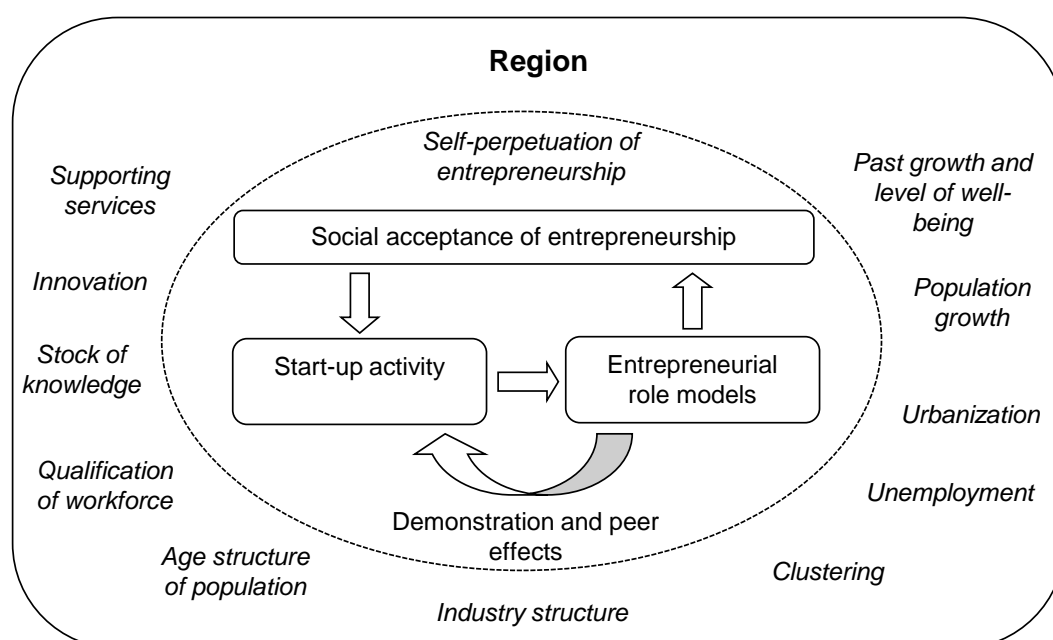 Region
Self-perpetuation of
entrepreneurship
Supporting
services
Past growth and
level of well-
being
Social acceptance of entrepreneurship
Innovation
Population
growth
Stock of
knowledge
Start-up activity
Entrepreneurial
role models
Urbanization
Qualification
of workforce
Unemployment
Demonstration and peer
effects
Age structure
of population
Clustering
Industry structure